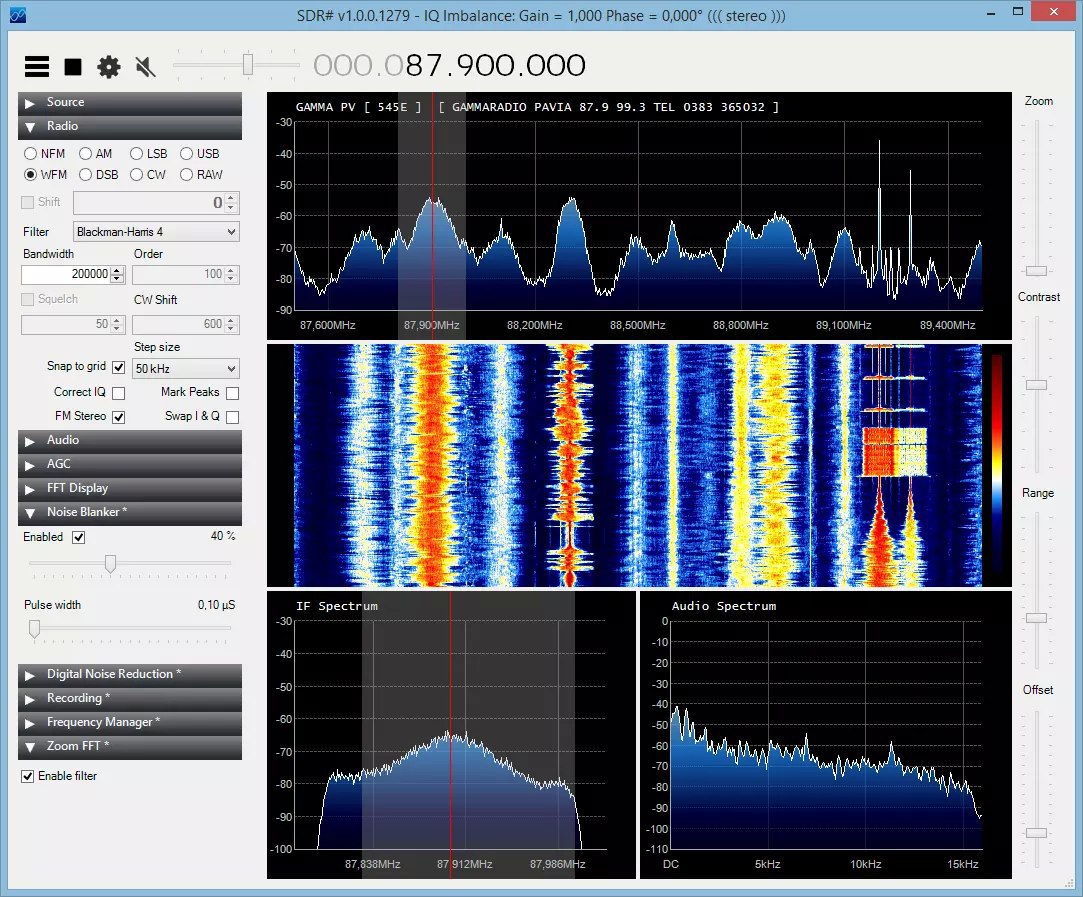 SDR# v1.0.0.1279 - IQ Imbalance: Gain = 1,000 Phase = 0,000° ((( stereo )))
000.087.900.000
Source
Radio
NFM AM LSB USB
WFM DSB CW RAW
Shift 0
Filter Blackman-Harris 4
Bandwidth Order
200000 100
Squelch CW Shift
50 600
Step size
Snap to grid 50 kHz
Correct IQ Mark Peaks
FM Stereo Swap I & Q
Audio
AGC
FFT Display
Noise Blanker *
Enabled 40 %
Pulse width 0,10 µS
Digital Noise Reduction *
Recording *
Frequency Manager *
Zoom FFT *
Enable filter
GAMMA PV [ 545E ] [ GAMMARADIO PAVIA 87.9 99.3 TEL 0383 365032 ]
-30
-40
-50
-60
-70
-80
-90
87,600MHz 87,900MHz 88,200MHz 88,500MHz 88,800MHz 89,100MHz 89,400MHz
IF Spectrum
-30
-40
-50
-60
-70
-80
-90
-100
87,838MHz 87,912MHz 87,986MHz
Audio Spectrum
0
-10
-20
-30
-40
-50
-60
-70
-80
-90
-100
-110
DC 5kHz 10kHz 15kHz
Zoom
Contrast
Range
Offset